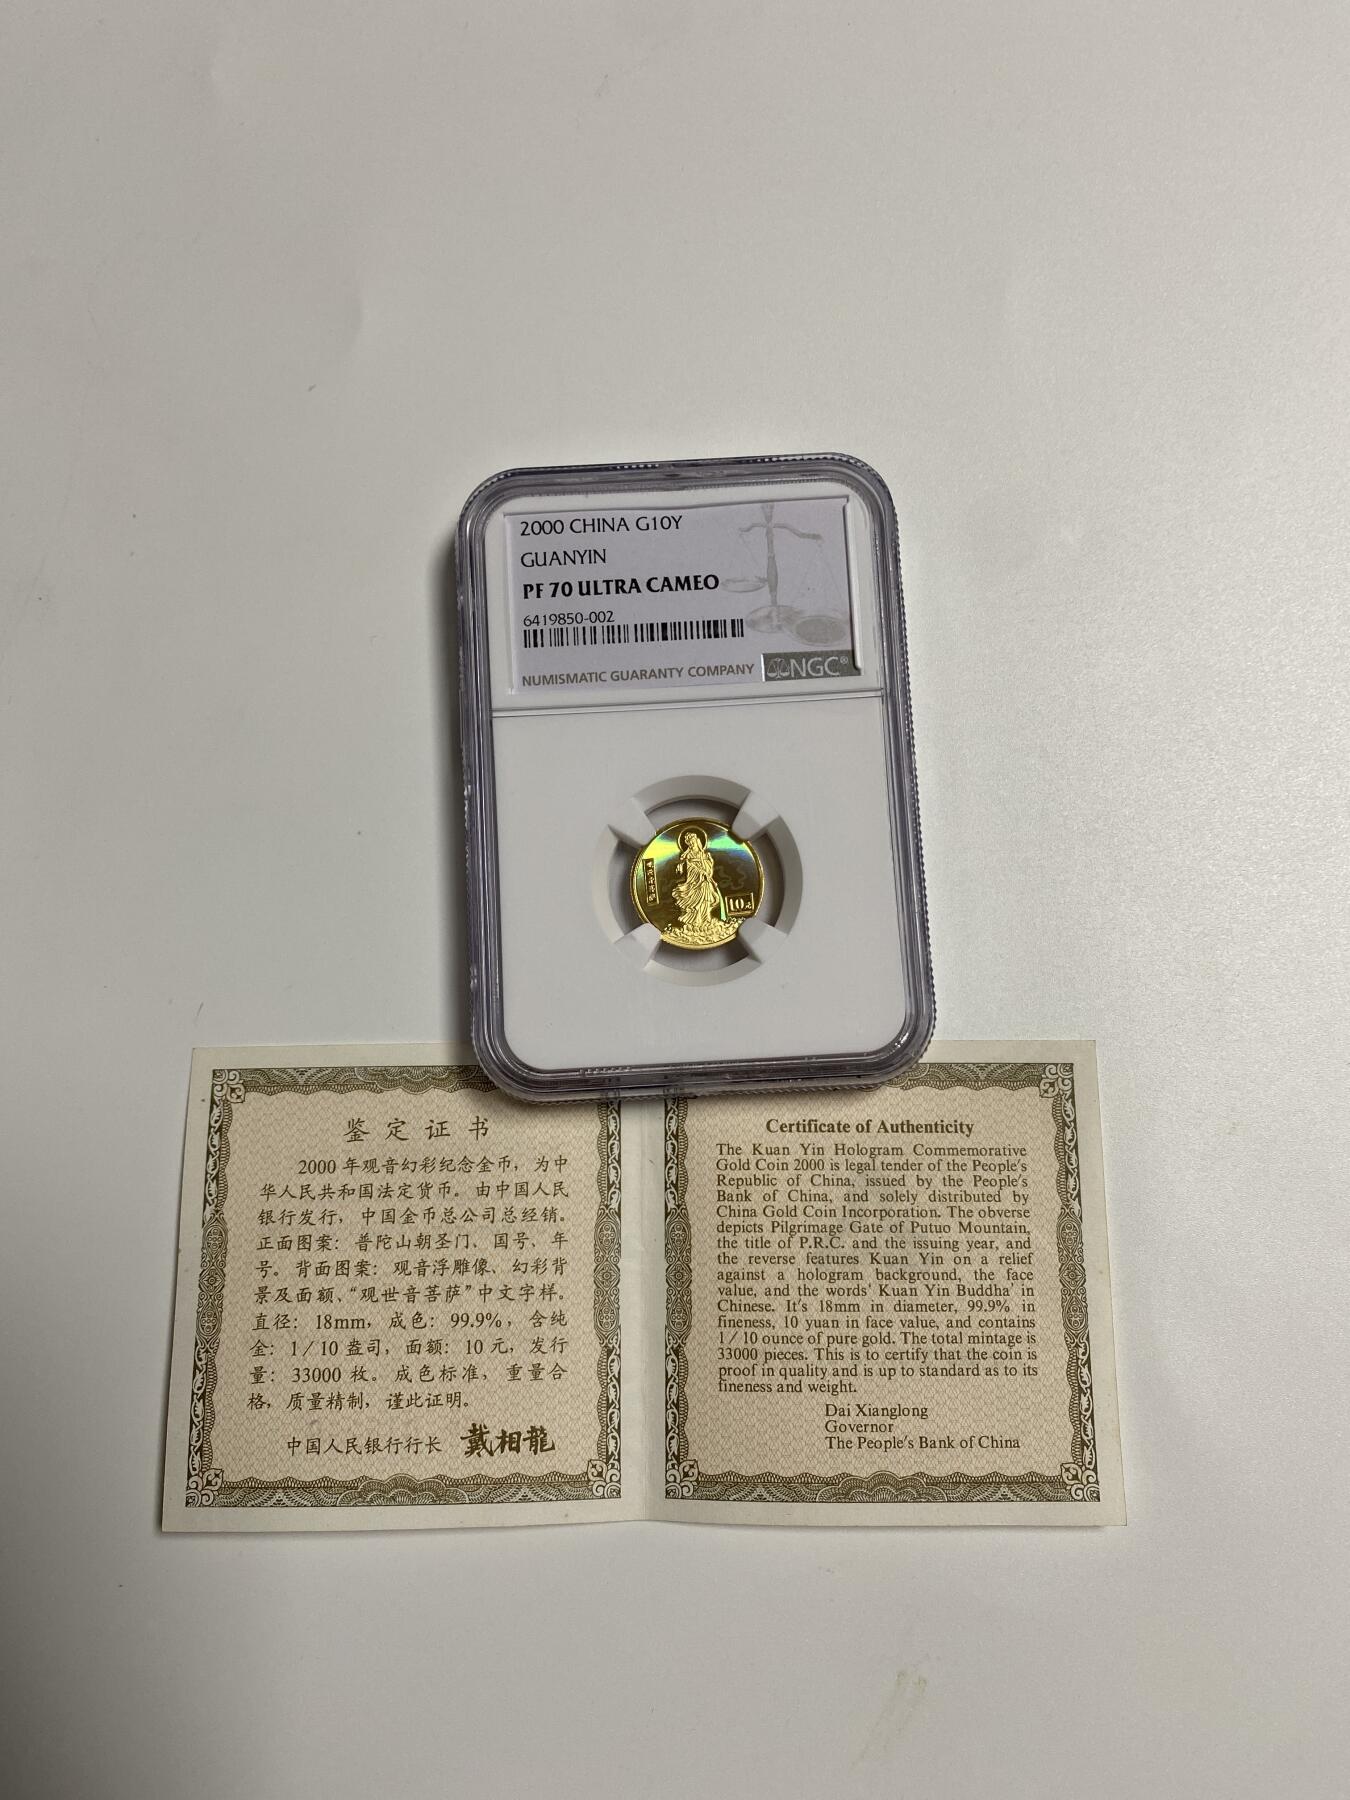 2000 CHINA G10Y
GUANYIN
PF 70 ULTRA CAMEO
6419850-002
NUMISMATIC GUARANTY COMPANY NGC®
10元
鉴定证书
2000年观音幻彩纪念金币，为中
华人民共和国法定货币。由中国人民
银行发行，中国金币总公司总经销。
正面图案：普陀山朝圣门、国号、年
号。背面图案：观音浮雕像、幻彩背
景及面额、“观世音菩萨”中文字样。
直径：18mm，成色：99.9%，含纯
金：1/10盎司，面额：10元，发行
量：33000枚。成色标准，重量合
格，质量精制，谨此证明。
中国人民银行行长 戴相龍
Certificate of Authenticity
The Kuan Yin Hologram Commemorative
Gold Coin 2000 is legal tender of the People's
Republic of China, issued by the People's
Bank of China, and solely distributed by
China Gold Coin Incorporation. The obverse
depicts Pilgrimage Gate of Putuo Mountain,
the title of P.R.C. and the issuing year, and
the reverse features Kuan Yin on a relief
against a hologram background, the face
value, and the words' Kuan Yin Buddha' in
Chinese. It's 18mm in diameter, 99.9% in
fineness, 10 yuan in face value, and contains
1/10 ounce of pure gold. The total mintage is
33000 pieces. This is to certify that the coin is
proof in quality and is up to standard as to its
fineness and weight.
Dai Xianglong
Governor
The People's Bank of China